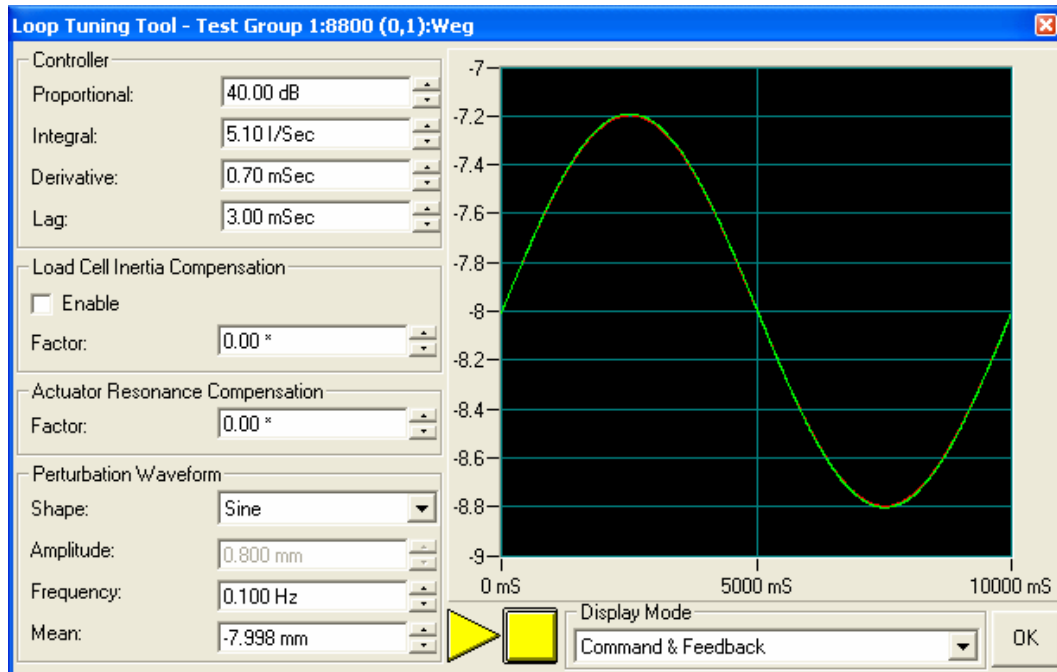 Loop Tuning Tool - Test Group 1:8800 (0,1):Weg
Controller
Proportional: 40.00 dB
Integral: 5.10 I/Sec
Derivative: 0.70 mSec
Lag: 3.00 mSec
Load Cell Inertia Compensation
Enable
Factor: 0.00 *
Actuator Resonance Compensation
Factor: 0.00 *
Perturbation Waveform
Shape: Sine
Amplitude: 0.800 mm
Frequency: 0.100 Hz
Mean: -7.998 mm
-7
-7.2
-7.4
-7.6
-7.8
-8
-8.2
-8.4
-8.6
-8.8
-9
0 mS 5000 mS 10000 mS
Display Mode
Command & Feedback
OK